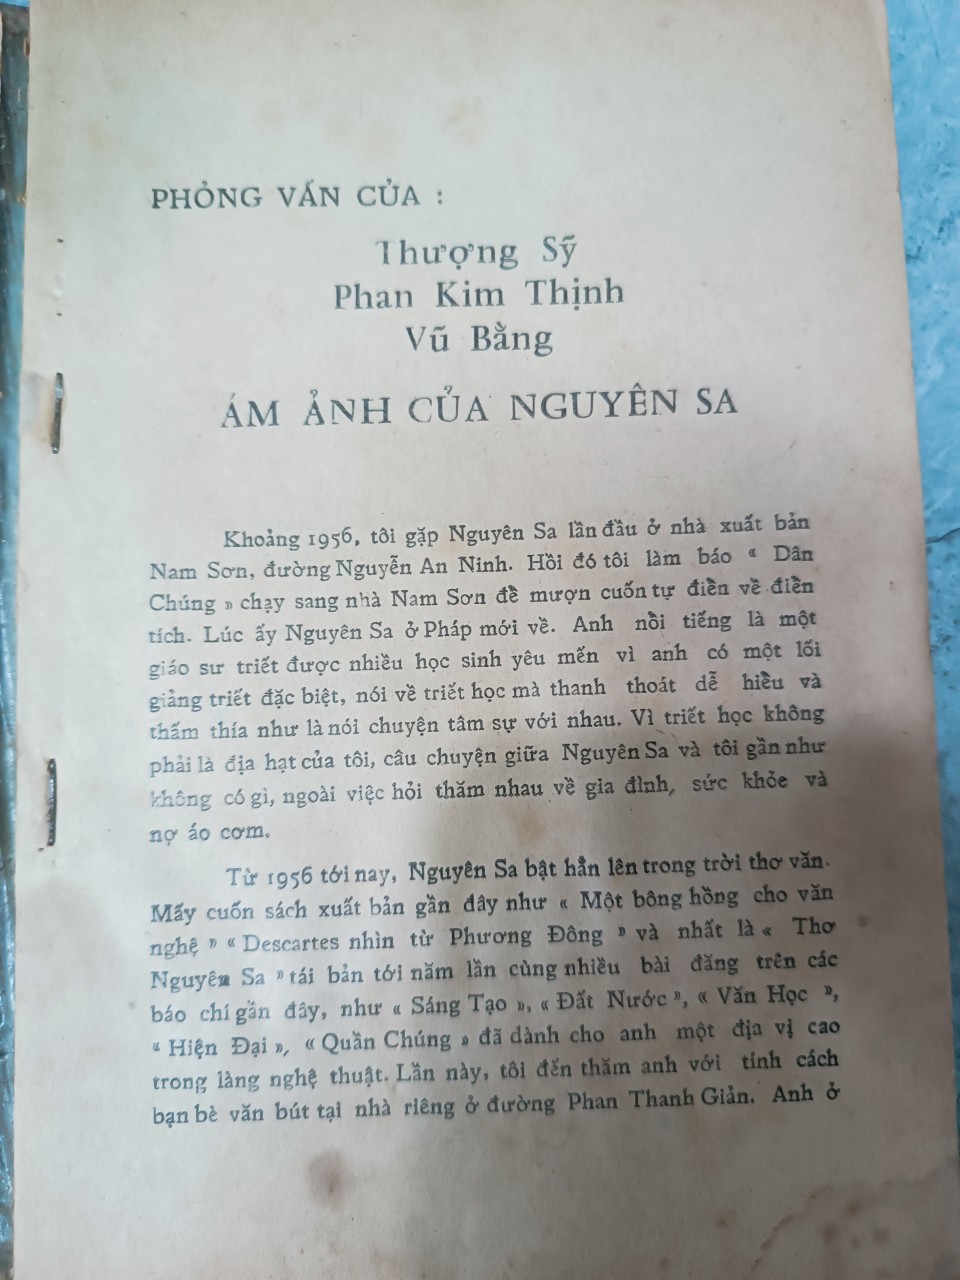 PHỎNG VẤN CỦA :
Thượng Sỹ
Phan Kim Thịnh
Vũ Bằng
ÁM ẢNH CỦA NGUYÊN SA
Khoảng 1956, tôi gặp Nguyên Sa lần đầu ở nhà xuất bản
Nam Sơn, đường Nguyễn An Ninh. Hồi đó tôi làm báo « Dân
Chúng » chạy sang nhà Nam Sơn để mượn cuốn tự điển về điển
tích. Lúc ấy Nguyên Sa ở Pháp mới về. Anh nổi tiếng là một
giáo sư triết được nhiều học sinh yêu mến vì anh có một lối
giảng triết đặc biệt, nói về triết học mà thanh thoát dễ hiểu và
thấm thía như là nói chuyện tâm sự với nhau. Vì triết học không
phải là địa hạt của tôi, câu chuyện giữa Nguyên Sa và tôi gần như
không có gì, ngoài việc hỏi thăm nhau về gia đình, sức khỏe và
nợ áo cơm.
Từ 1956 tới nay, Nguyên Sa bật hẳn lên trong trời thơ văn.
Mấy cuốn sách xuất bản gần đây như « Một bông hồng cho văn
nghệ » « Descartes nhìn từ Phương Đông » và nhất là « Thơ
Nguyên Sa » tái bản tới năm lần cùng nhiều bài đăng trên các
báo chí gần đây, như « Sáng Tạo », « Đất Nước », « Văn Học »,
« Hiện Đại », « Quần Chúng » đã dành cho anh một địa vị cao
trong làng nghệ thuật. Lần này, tôi đến thăm anh với tính cách
bạn bè văn bút tại nhà riêng ở đường Phan Thanh Giản. Anh ở